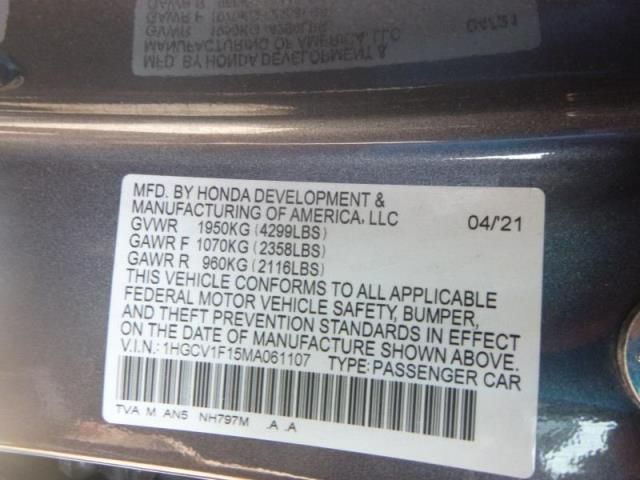 MFD. BY HONDA DEVELOPMENT &
MANUFACTURING OF AMERICA, LLC 04/'21
GVWR 1950KG (4299LBS)
GAWR F 1070KG (2358LBS)
GAWR R 960KG (2116LBS)
THIS VEHICLE CONFORMS TO ALL APPLICABLE
FEDERAL MOTOR VEHICLE SAFETY, BUMPER,
AND THEFT PREVENTION STANDARDS IN EFFECT
ON THE DATE OF MANUFACTURE SHOWN ABOVE.
V.I.N.: 1HGCV1F15MA061107 TYPE: PASSENGER CAR
TVA M AN5 NH797M .A .A